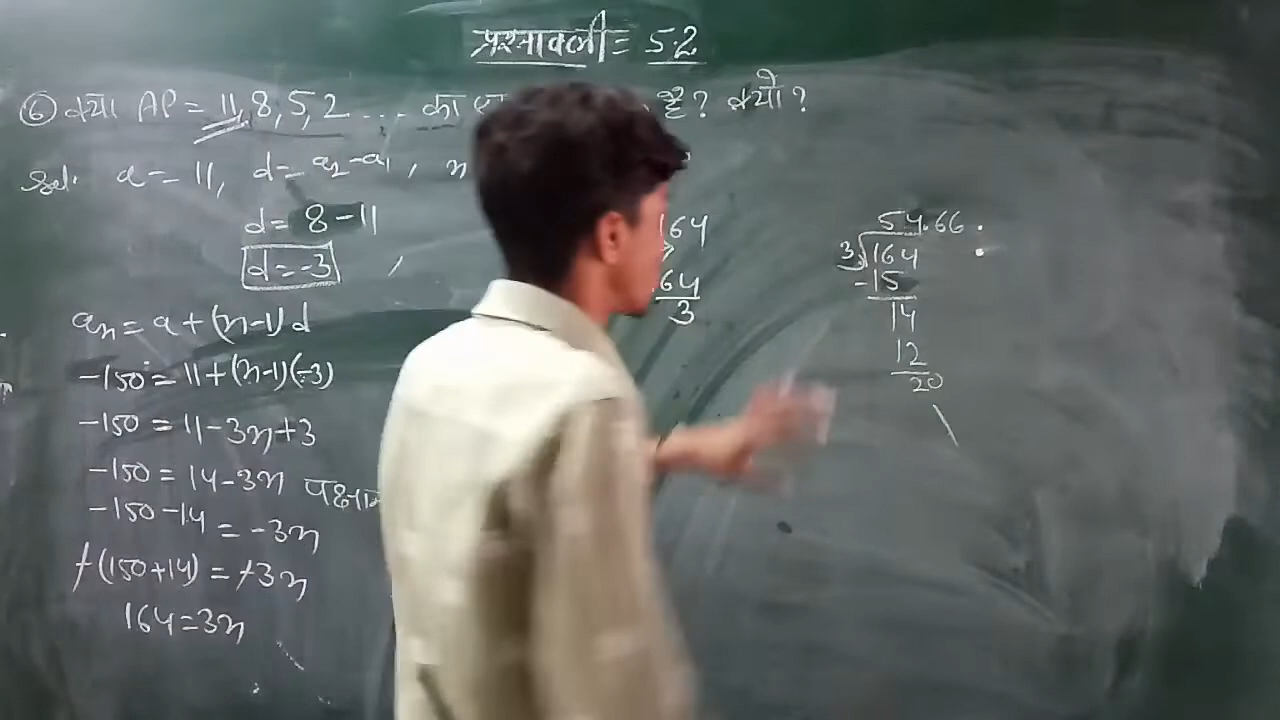 प्रश्नावली = 5.2
⑥ क्या AP = 11, 8, 5, 2 ... का है? क्यों?
Sol: a = 11, d = a₂-a₁, n
d = 8-11
d = -3 ,
aₙ = a+(n-1)d
-150 = 11+(n-1)(-3)
-150 = 11-3n+3
-150 = 14-3n
-150-14 = -3n
-(150+14) = -3n
164 = 3n
164
64
3
54.66
3√164
-15
14
12
20